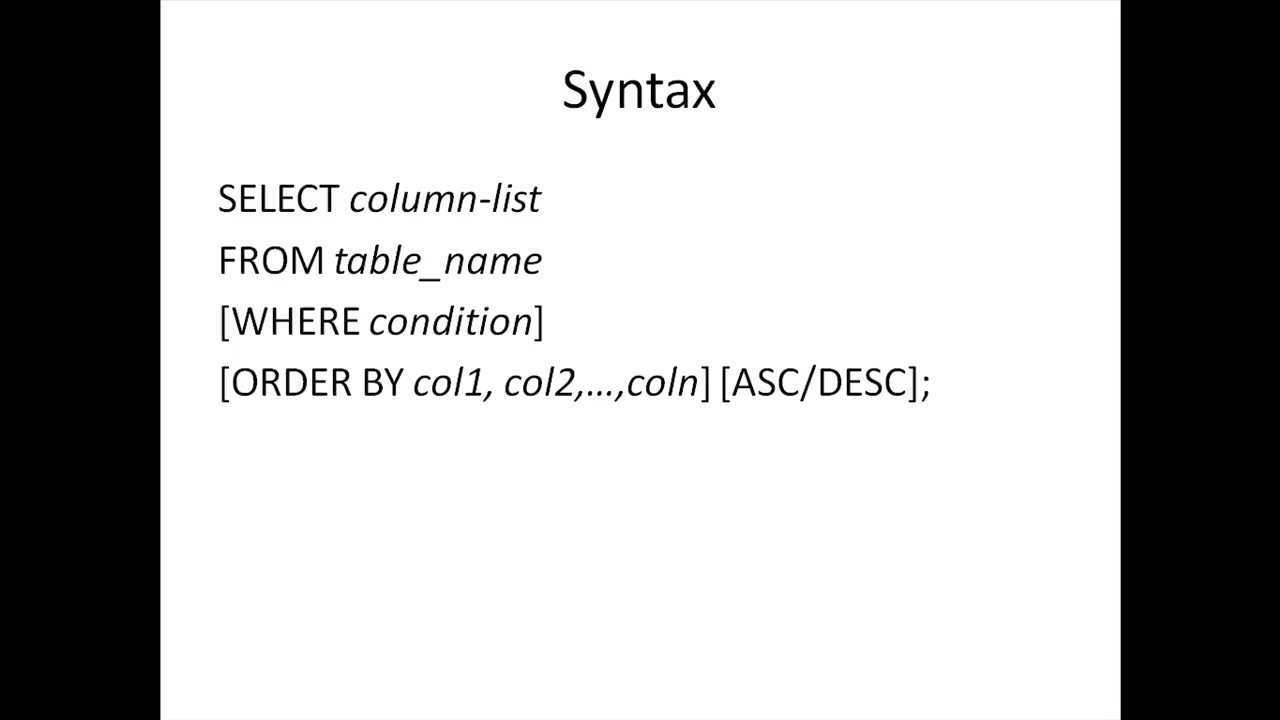 Syntax
SELECT column-list
FROM table_name
[WHERE condition]
[ORDER BY col1, col2,...,coln] [ASC/DESC];